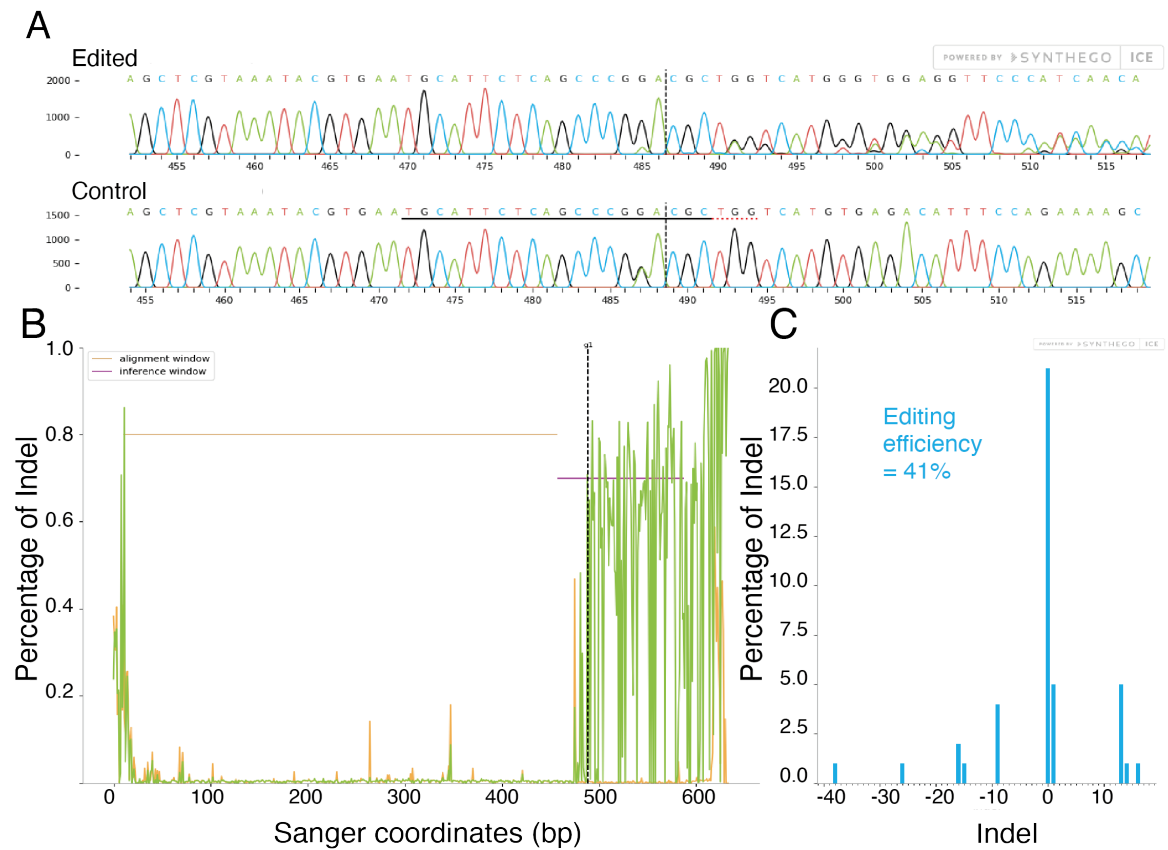 A
Edited
POWERED BY SYNTHEGO ICE
A G C T C G T A A A T A C G T G A A T G C A T T C T C A G C C C G G A C G C T G G T C A T G G G T G G A G G T T C C C A T C A A C A
2000
1000
0
455 460 465 470 475 480 485 490 495 500 505 510 515
Control
A G C T C G T A A A T A C G T G A A T G C A T T C T C A G C C C G G A C G C T G G T C A T G T G A G A C A T T T C C A G A A A A G C
1500
1000
500
0
455 460 465 470 475 480 485 490 495 500 505 510 515
B
g1
alignment window
inference window
1.0
0.8
0.6
0.4
0.2
Percentage of Indel
0 100 200 300 400 500 600
Sanger coordinates (bp)
C
POWERED BY SYNTHEGO ICE
Editing
efficiency
= 41%
20.0
17.5
15.0
12.5
10.0
7.5
5.0
2.5
0.0
Percentage of Indel
-40 -30 -20 -10 0 10
Indel